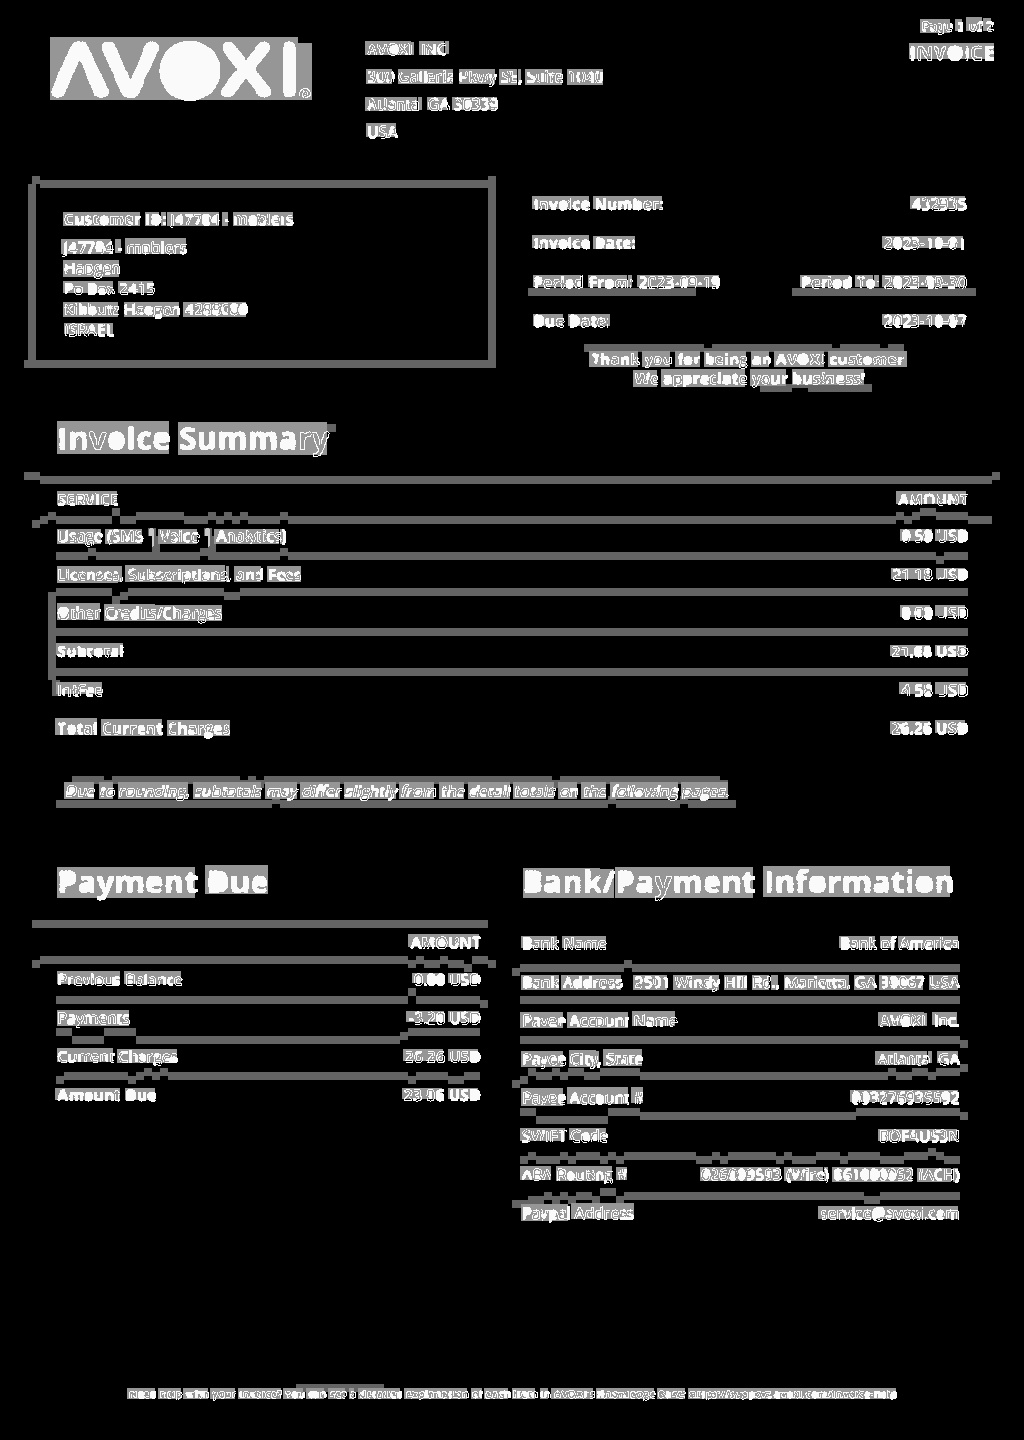 Page 1 of 2
INVOICE
AVOXI
AVOXI INC
300 Galleria Pkwy SE, Suite 1040
Atlanta GA 30339
USA
Customer ID: J47704 - moblers
J47704 - moblers
Haogen
Po Box 2415
Kibbutz Haogen
ISRAEL
Invoice Number:
Invoice Date: 2023-10-01
Period From: 2023-09-19 Period To: 2023-09-30
Due Date: 2023-10-07
Thank you for being an AVOXI customer
We appreciate your business!
Invoice Summary
SERVICE AMOUNT
Usage (SMS | Voice | Analytics) 0.50 USD
Licenses, Subscriptions, and Fees 21.18 USD
Other Credits/Charges 0.00 USD
Subtotal 21.68 USD
IntFee 4.58 USD
Total Current Charges 26.26 USD
Due to rounding, subtotals may differ slightly from the detail totals on the following pages.
Payment Due
AMOUNT
Previous Balance 0.00 USD
Payments -3.20 USD
Current Charges 26.26 USD
Amount Due 23.06 USD
Bank/Payment Information
Bank Name Bank of America
Bank Address 2501 Windy Hill Rd., Marietta, GA 30067 USA
Payee Account Name AVOXI Inc.
Payee City, State Atlanta GA
Payee Account #
SWIFT Code BOFAUS3N
ABA Routing # 026009593 (Wire) 061000052 (ACH)
Paypal Address service@avoxi.com